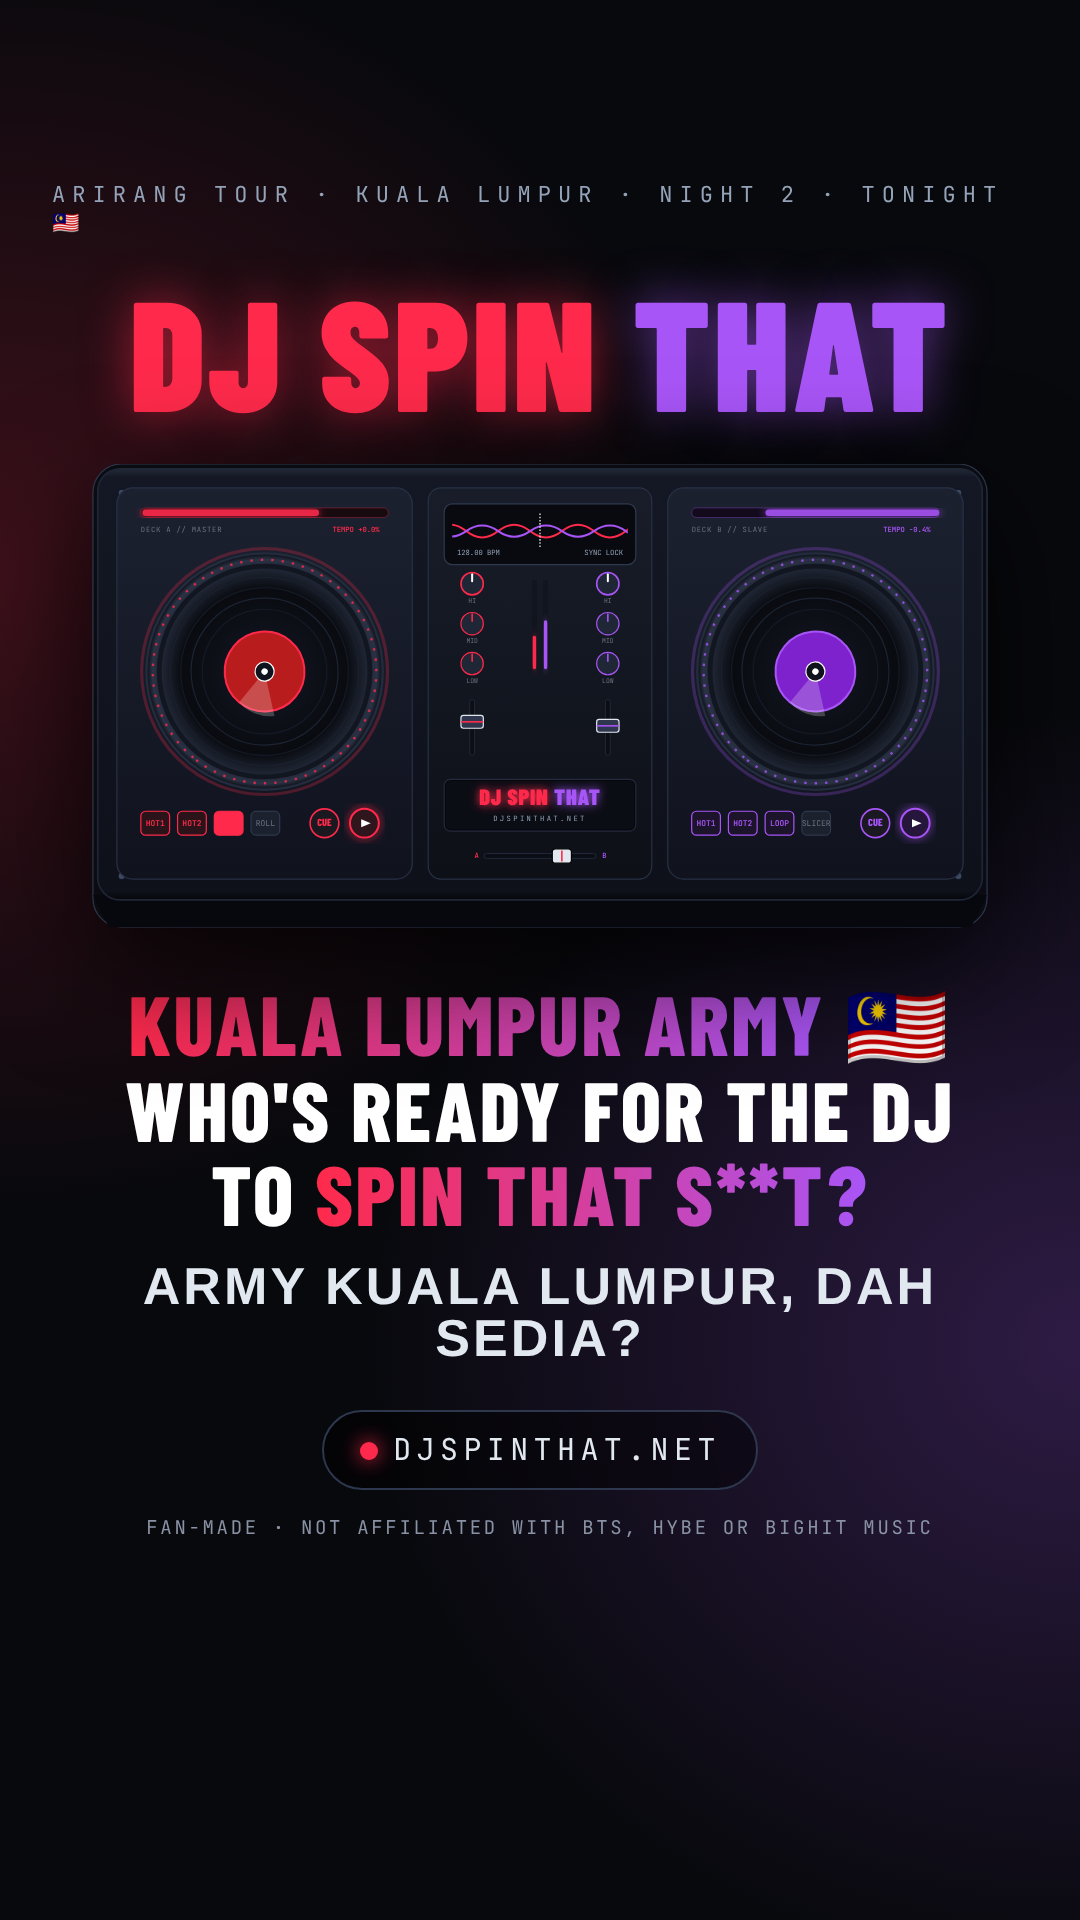 ARIRANG TOUR · KUALA LUMPUR · NIGHT 2 · TONIGHT
🇲🇾
DJ SPIN THAT
DECK A // MASTER
TEMPO +0.0%
128.00 BPM
SYNC LOCK
DECK B // SLAVE
TEMPO -0.4%
HI
HI
MID
MID
LOW
LOW
HOT1
HOT2
ROLL
CUE
DJ SPIN THAT
DJSPINTHAT.NET
A
B
HOT1
HOT2
LOOP
SLICER
CUE
KUALA LUMPUR ARMY 🇲🇾
WHO'S READY FOR THE DJ
TO SPIN THAT S**T?
ARMY KUALA LUMPUR, DAH
SEDIA?
DJSPINTHAT.NET
FAN-MADE · NOT AFFILIATED WITH BTS, HYBE OR BIGHIT MUSIC